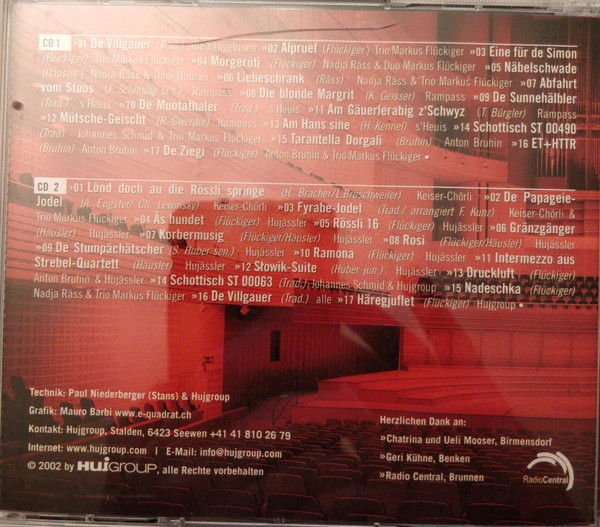 CD 1 »01 De Villgauer (Trad.) »02 Alpruef (Flückiger) Trio Markus Flückiger »03 Eine für de Simon
(Flückiger) Trio Markus Flückiger »04 Morgeröti (Flückiger) Nadja Räss & Duo Markus Flückiger »05 Näbelschwade
(Häusler) Nadja Räss & Duo Häusler »06 Liebeschrank (Räss) Nadja Räss & Trio Markus Flückiger »07 Abfahrt
vom Stoos (F. Schmidig sen.) Rampass »08 Die blonde Margrit (K. Geisser) Rampass »09 De Sunnehälbler
(Trad.) s'Heuis »10 De Muotathaler (Trad.) s'Heuis »11 Am Gäuerlerabig z'Schwyz (T. Bürgler) Rampass
»12 Mütsche-Geischt (R. Gwerder) Rampass »13 Am Hans sine (H. Kennel) s'Heuis »14 Schottisch ST 00490
(Trad) Johannes Schmid & Trio Markus Flückiger »15 Tarantella Dorgali (Bruhin) Anton Bruhin »16 ET+HTTR
(Bruhin) Anton Bruhin »17 De Ziegi (Flückiger) Anton Bruhin & Trio Markus Flückiger
CD 2 »01 Lönd doch au die Rössli springe (H. Bracher/L. Bruschweiler) Keiser-Chörli »02 De Papageie-
Jodel (A. Engster/Ch. Lewinsky) Keiser-Chörli »03 Fyrabe-Jodel (Trad./ arrangiert F. Kunz) Keiser-Chörli &
Trio Markus Flückiger »04 Äs hundet (Flückiger) Hujässler »05 Rössli 16 (Flückiger) Hujässler »06 Gränzgänger
(Häusler) Hujässler »07 Korbermusig (Flückiger/Häusler) Hujässler »08 Rosi (Flückiger/Häusler) Hujässler
»09 De Stumpächätscher (S. Huber sen.) Hujässler »10 Ramona (Flückiger) Hujässler »11 Intermezzo aus
Strebel-Quartett (Häusler) Hujässler »12 Slowik-Suite (Huber jun.) Hujässler »13 Druckluft (Flückiger)
Anton Bruhin & Hujässler »14 Schottisch ST 00063 (Trad.) Johannes Schmid & Hujgroup »15 Nadeschka (Flückiger)
Nadja Räss & Trio Markus Flückiger »16 De Villgauer (Trad.) alle »17 Häregjuflet (Flückiger) Hujgroup
Technik: Paul Niederberger (Stans) & Hujgroup
Grafik: Mauro Barbi www.e-quadrat.ch
Kontakt: Hujgroup, Stalden, 6423 Seewen +41 41 810 26 79
Internet: www.hujgroup.com | E-Mail: info@hujgroup.com
© 2002 by HUJGROUP, alle Rechte vorbehalten
Herzlichen Dank an:
»Chatrina und Ueli Mooser, Birmensdorf
»Geri Kühne, Benken
»Radio Central, Brunnen
RadioCentral